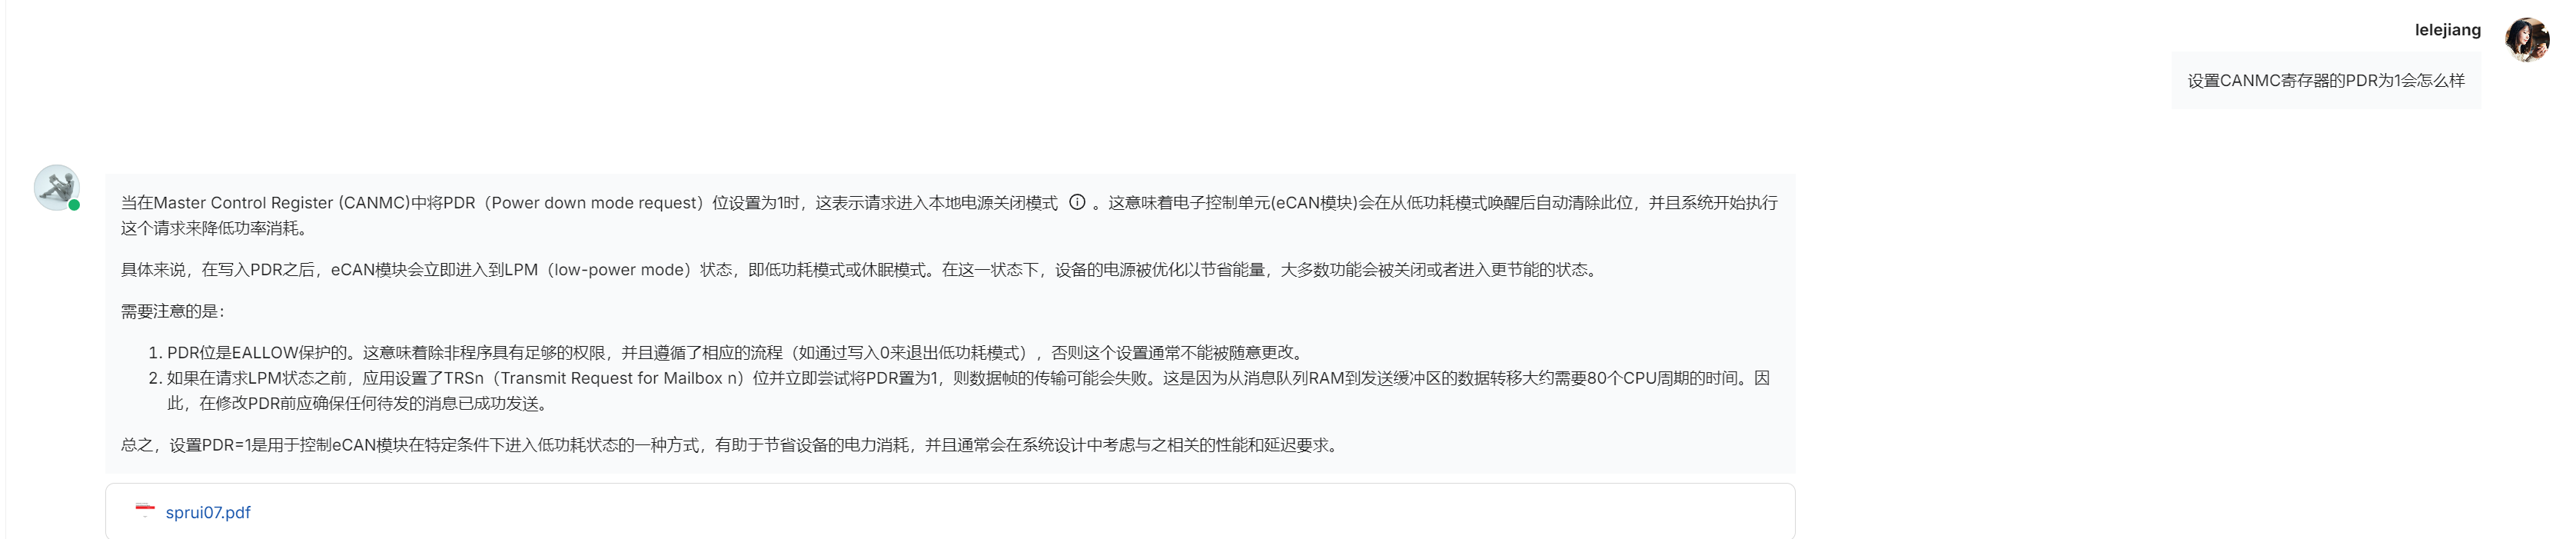 lelejiang
设置CANMC寄存器的PDR为1会怎么样
当在Master Control Register (CANMC)中将PDR（Power down mode request）位设置为1时，这表示请求进入本地电源关闭模式 。这意味着电子控制单元(eCAN模块)会在从低功耗模式唤醒后自动清除此位，并且系统开始执行
这个请求来降低功率消耗。
具体来说，在写入PDR之后，eCAN模块会立即进入到LPM（low-power mode）状态，即低功耗模式或休眠模式。在这一状态下，设备的电源被优化以节省能量，大多数功能会被关闭或者进入更节能的状态。
需要注意的是：
1. PDR位是EALLOW保护的。这意味着除非程序具有足够的权限，并且遵循了相应的流程（如通过写入0来退出低功耗模式），否则这个设置通常不能被随意更改。
2. 如果在请求LPM状态之前，应用设置了TRSn（Transmit Request for Mailbox n）位并立即尝试将PDR置为1，则数据帧的传输可能会失败。这是因为从消息队列RAM到发送缓冲区的数据转移大约需要80个CPU周期的时间。因
此，在修改PDR前应确保任何待发的消息已成功发送。
总之，设置PDR=1是用于控制eCAN模块在特定条件下进入低功耗状态的一种方式，有助于节省设备的电力消耗，并且通常会在系统设计中考虑与之相关的性能和延迟要求。
sprui07.pdf